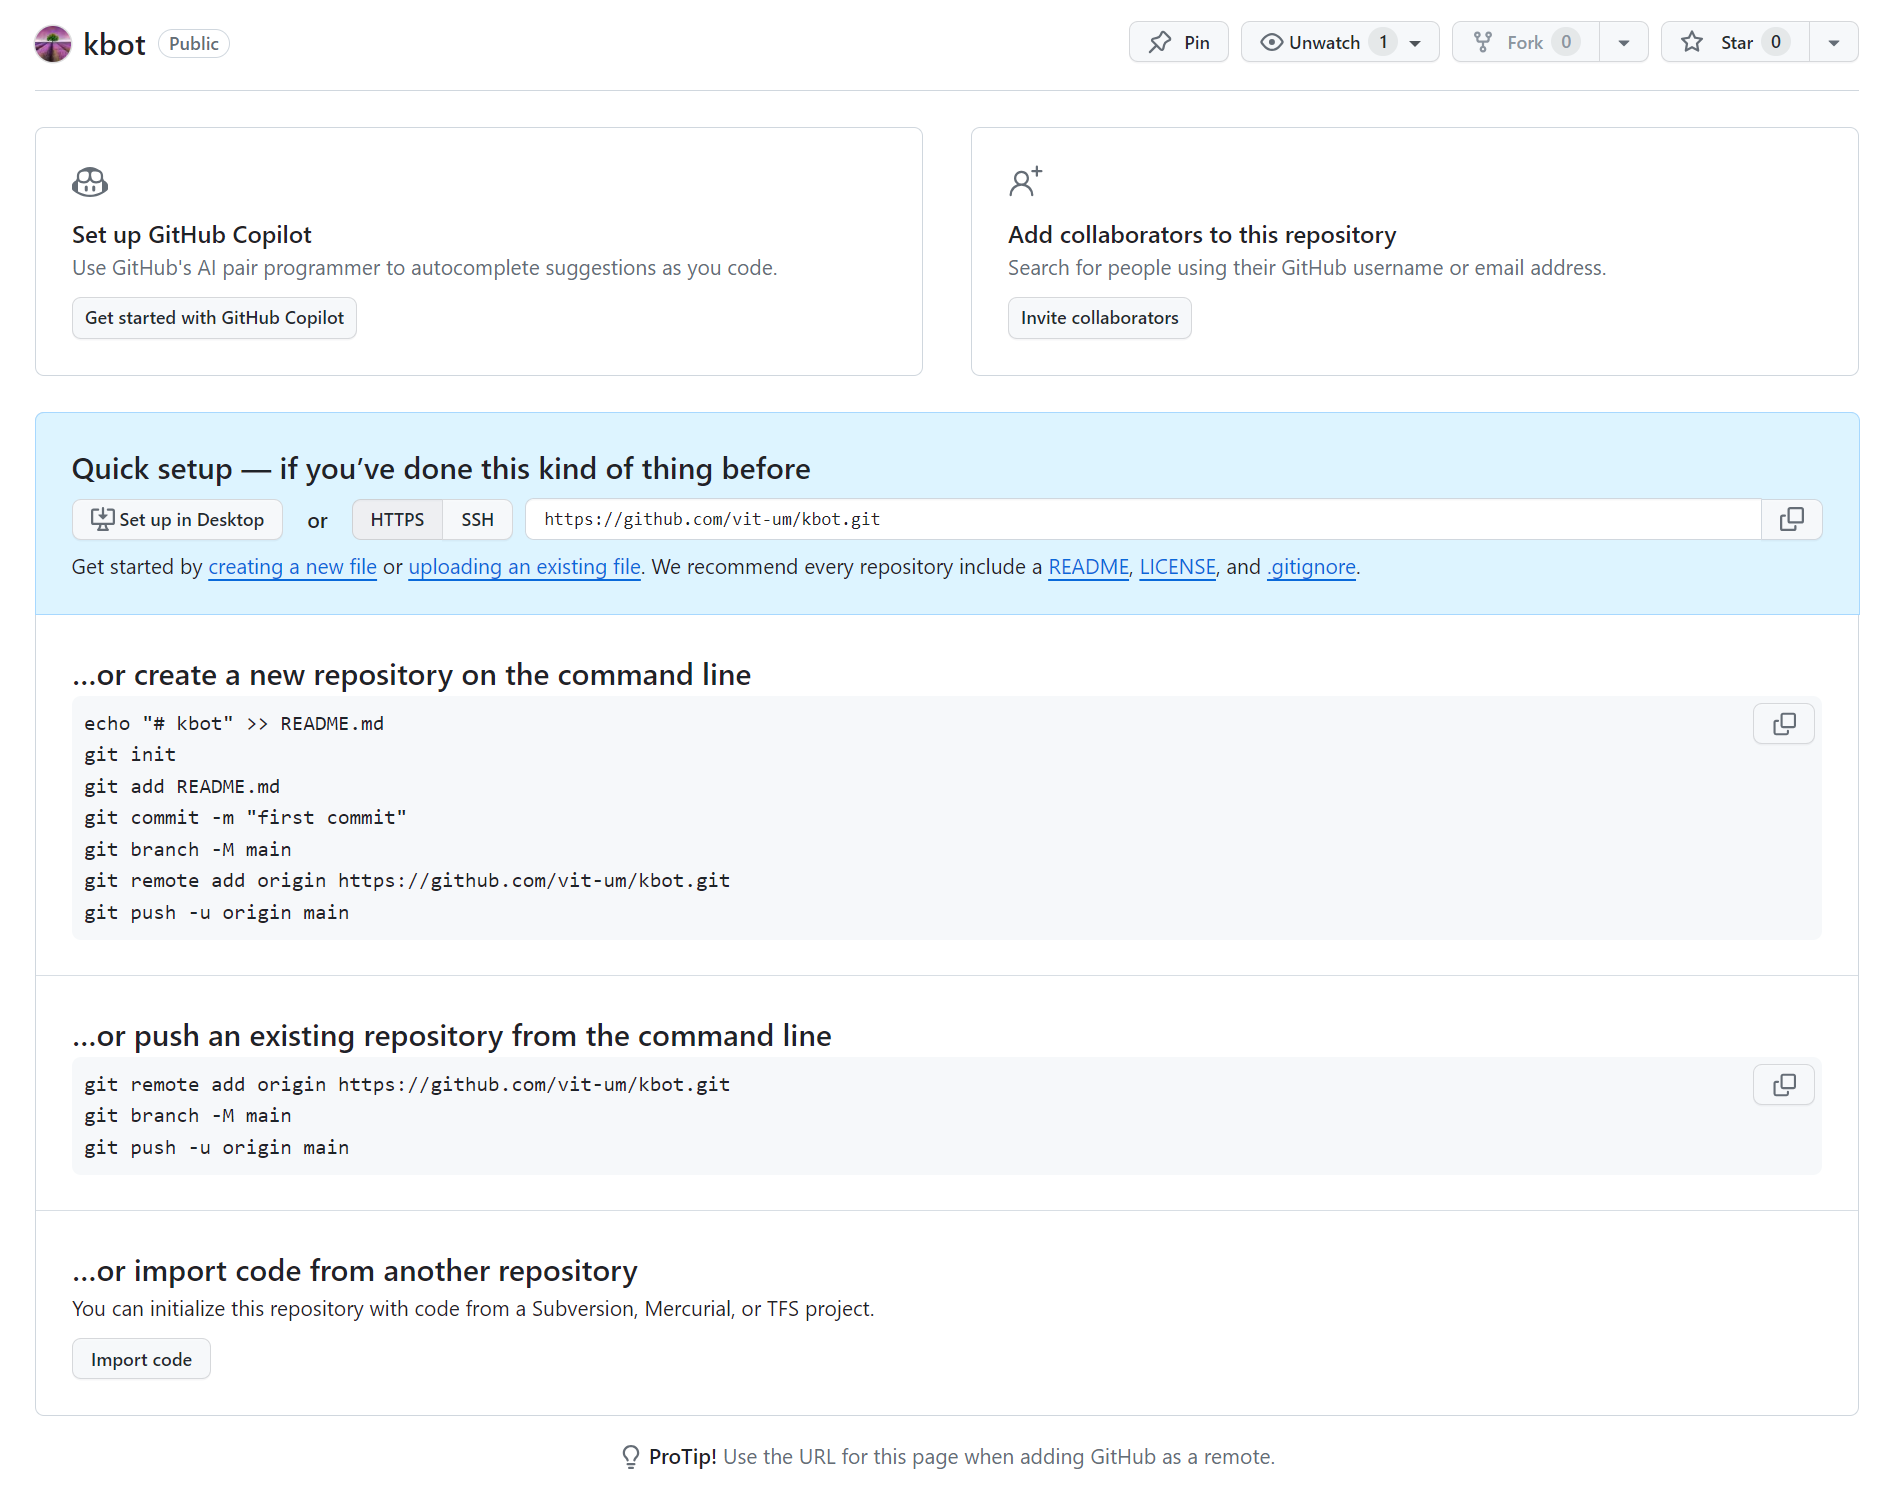 kbot Public
Pin Unwatch 1 Fork 0 Star 0
Set up GitHub Copilot
Use GitHub's AI pair programmer to autocomplete suggestions as you code.
Get started with GitHub Copilot
Add collaborators to this repository
Search for people using their GitHub username or email address.
Invite collaborators
Quick setup — if you’ve done this kind of thing before
Set up in Desktop or HTTPS SSH https://github.com/vit-um/kbot.git
Get started by creating a new file or uploading an existing file. We recommend every repository include a README, LICENSE, and .gitignore.
…or create a new repository on the command line
echo "# kbot" >> README.md
git init
git add README.md
git commit -m "first commit"
git branch -M main
git remote add origin https://github.com/vit-um/kbot.git
git push -u origin main
…or push an existing repository from the command line
git remote add origin https://github.com/vit-um/kbot.git
git branch -M main
git push -u origin main
…or import code from another repository
You can initialize this repository with code from a Subversion, Mercurial, or TFS project.
Import code
ProTip! Use the URL for this page when adding GitHub as a remote.